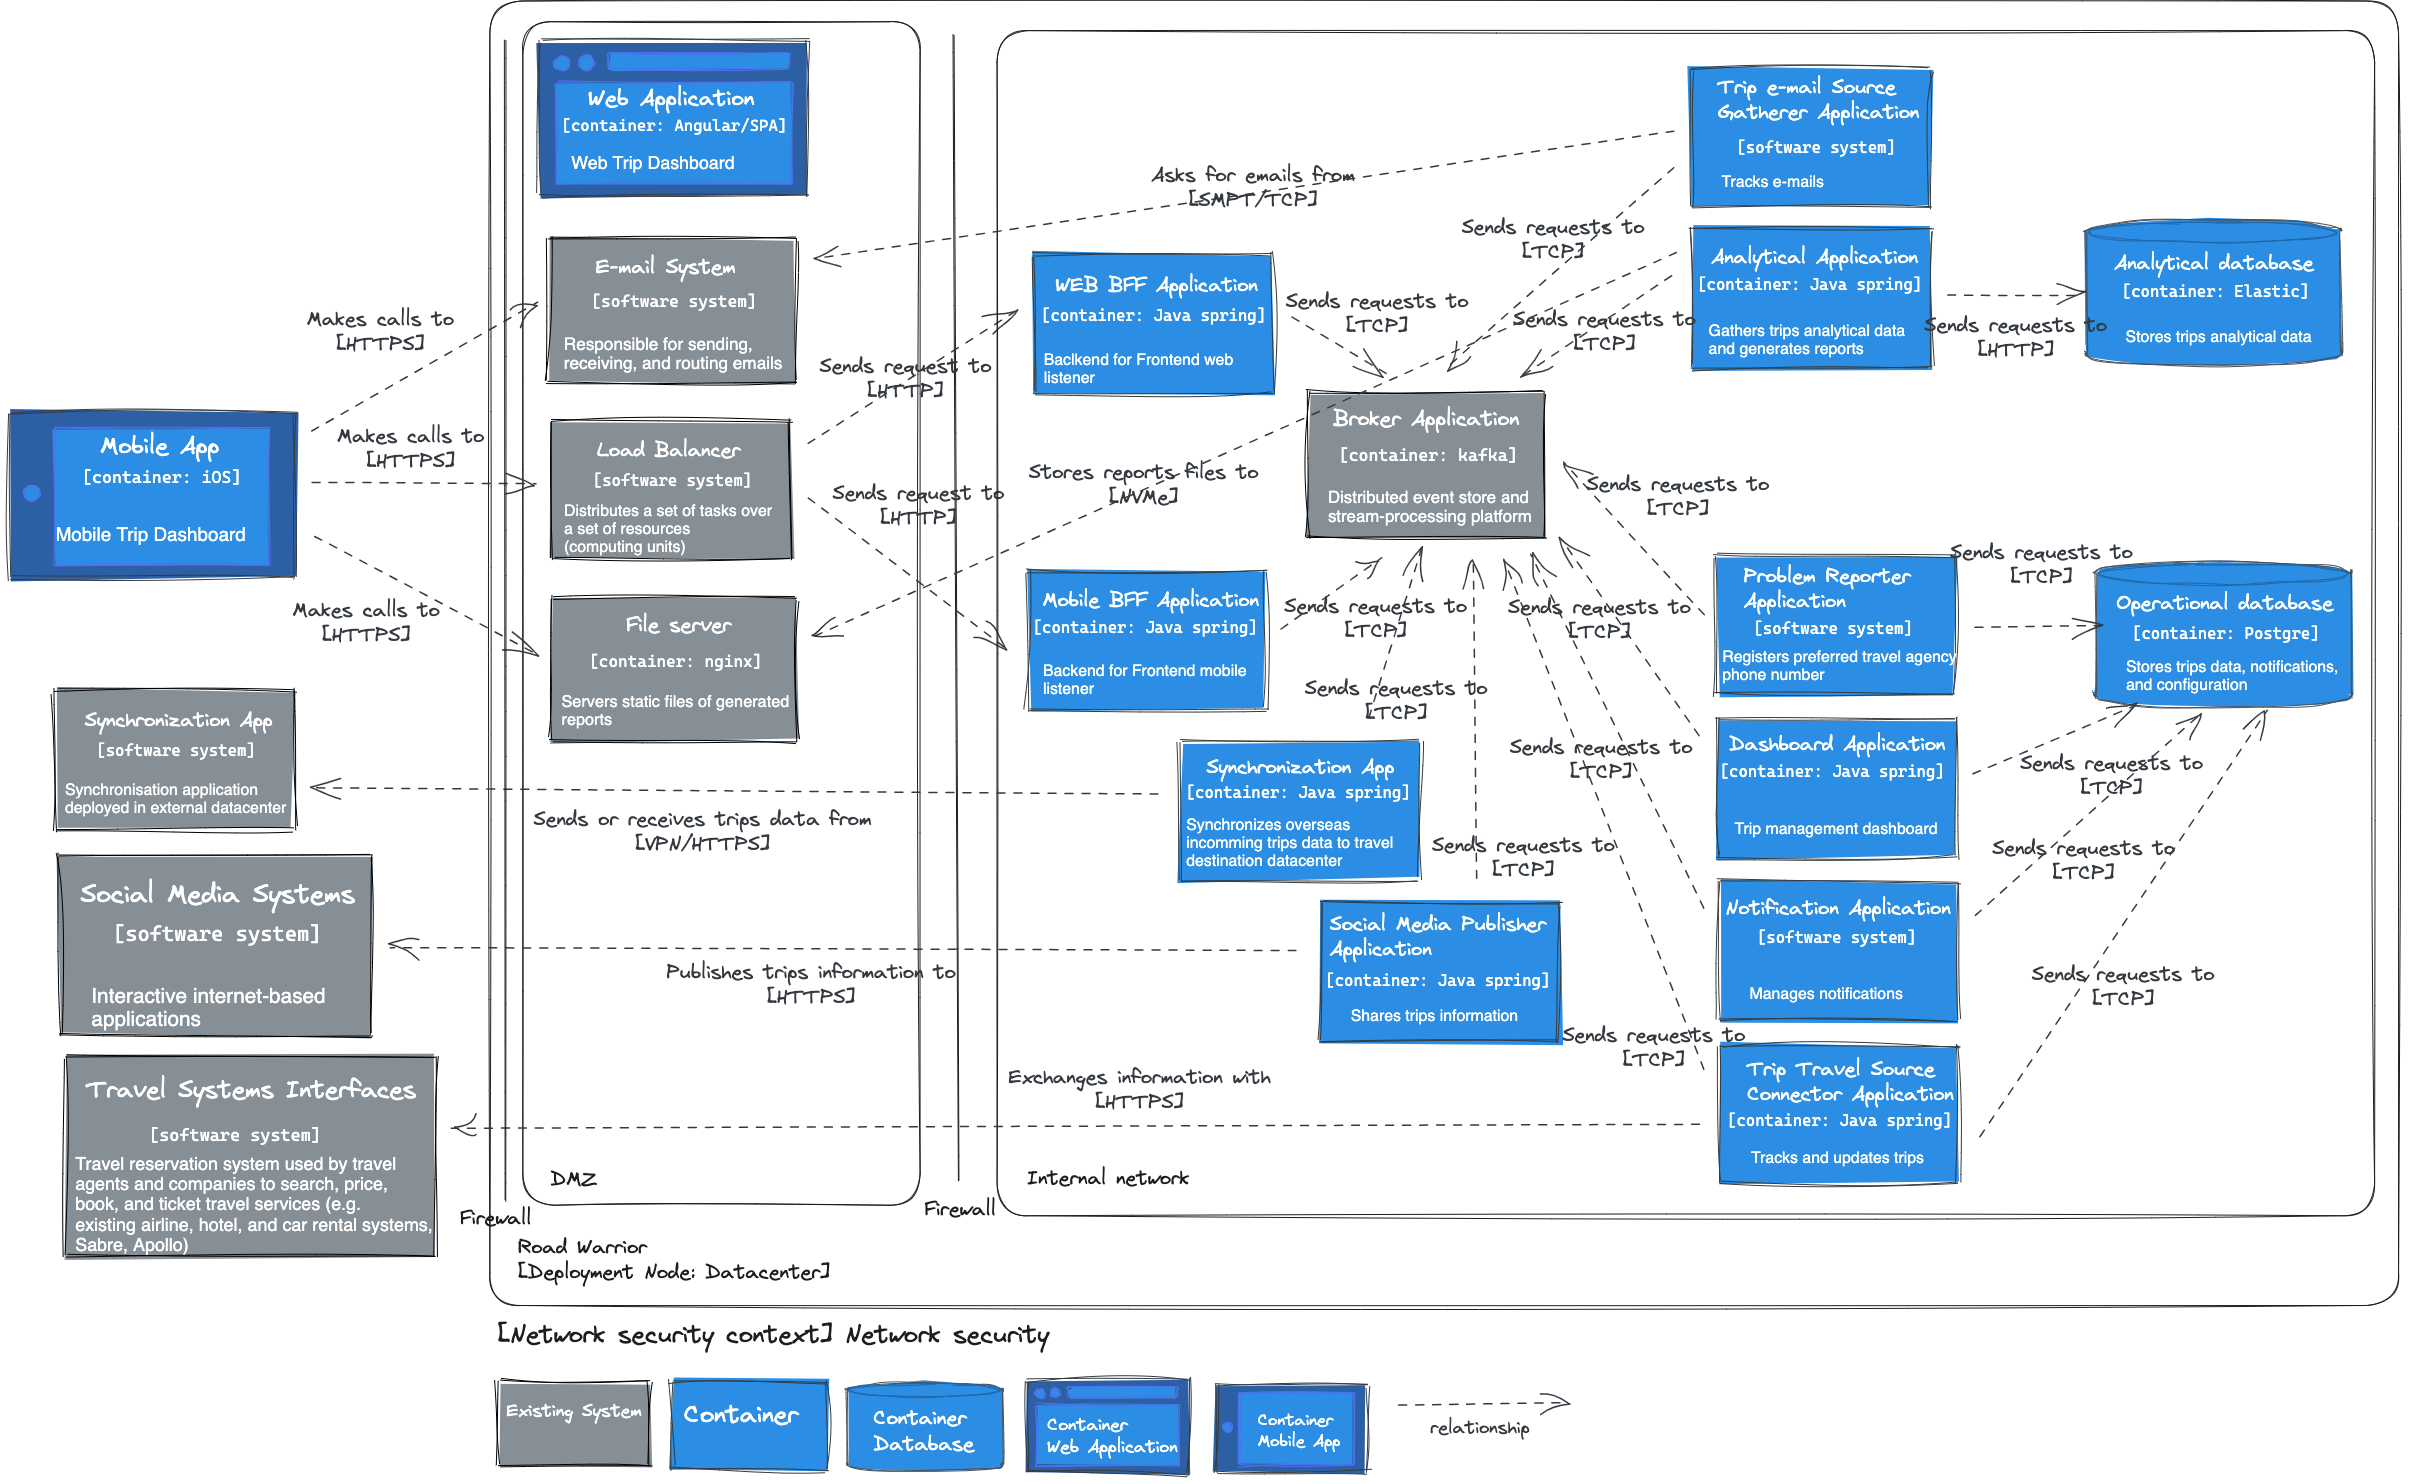 Web Application
[container: Angular/SPA]
Web Trip Dashboard
E-mail System
[software system]
Responsible for sending,
receiving, and routing emails
Load Balancer
[software system]
Distributes a set of tasks over
a set of resources
(computing units)
File server
[container: nginx]
Servers static files of generated
reports
Mobile App
[container: iOS]
Mobile Trip Dashboard
Makes calls to
[HTTPS]
Makes calls to
[HTTPS]
Makes calls to
[HTTPS]
Synchronization App
[software system]
Synchronisation application
deployed in external datacenter
Social Media Systems
[software system]
Interactive internet-based
applications
Travel Systems Interfaces
[software system]
Travel reservation system used by travel
agents and companies to search, price,
book, and ticket travel services (e.g.
existing airline, hotel, and car rental systems,
Sabre, Apollo)
Asks for emails from
[SMPT/TCP]
Sends request to
[HTTP]
Sends request to
[HTTP]
Stores reports files to
[NVMe]
Sends or receives trips data from
[VPN/HTTPS]
Publishes trips information to
[HTTPS]
Exchanges information with
[HTTPS]
WEB BFF Application
[container: Java spring]
Baclkend for Frontend web
listener
Mobile BFF Application
[container: Java spring]
Backend for Frontend mobile
listener
Sends requests to
[TCP]
Sends requests to
[TCP]
Sends requests to
[TCP]
Broker Application
[container: kafka]
Distributed event store and
stream-processing platform
Trip e-mail Source
Gatherer Application
[software system]
Tracks e-mails
Analytical Application
[container: Java spring]
Gathers trips analytical data
and generates reports
Sends requests to
[HTTP]
Analytical database
[container: Elastic]
Stores trips analytical data
Sends requests to
[TCP]
Sends requests to
[TCP]
Sends requests to
[TCP]
Sends requests to
[TCP]
Sends requests to
[TCP]
Sends requests to
[TCP]
Sends requests to
[TCP]
Sends requests to
[TCP]
Synchronization App
[container: Java spring]
Synchronizes overseas
incomming trips data to travel
destination datacenter
Social Media Publisher
Application
[container: Java spring]
Shares trips information
Problem Reporter
Application
[software system]
Registers preferred travel agency
phone number
Dashboard Application
[container: Java spring]
Trip management dashboard
Notification Application
[software system]
Manages notifications
Trip Travel Source
Connector Application
[container: Java spring]
Tracks and updates trips
Sends requests to
[TCP]
Operational database
[container: Postgre]
Stores trips data, notifications,
and configuration
Sends requests to
[TCP]
Sends requests to
[TCP]
Sends requests to
[TCP]
DMZ
Internal network
Firewall
Firewall
Road Warrior
[Deployment Node: Datacenter]
[Network security context] Network security
Existing System
Container
Container
Database
Container
Web Application
Container
Mobile App
relationship